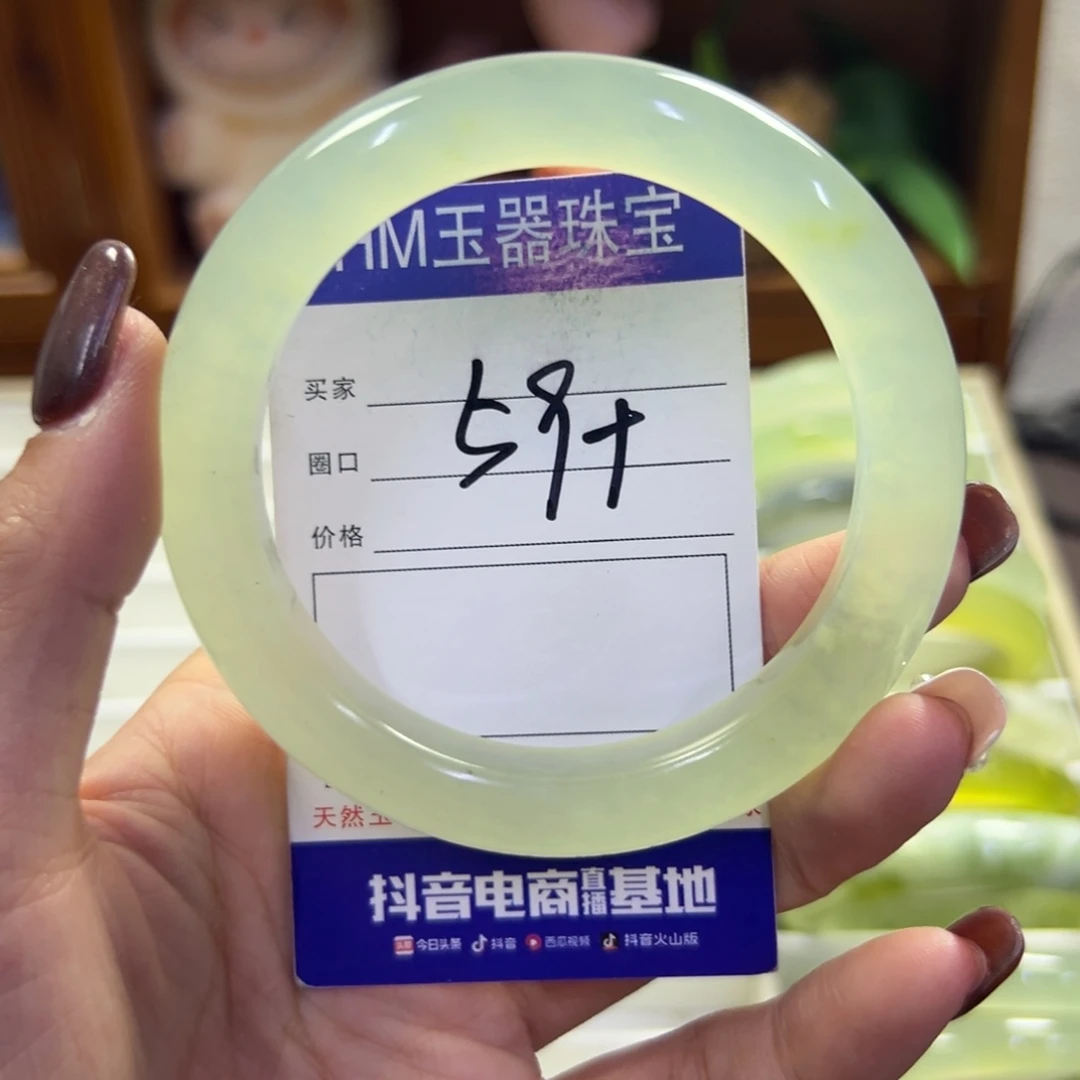 HM玉器珠宝
买家
59+
圈口
价格
天然玉
抖音电商直播基地
今日头条 抖音 西瓜视频 抖音火山版